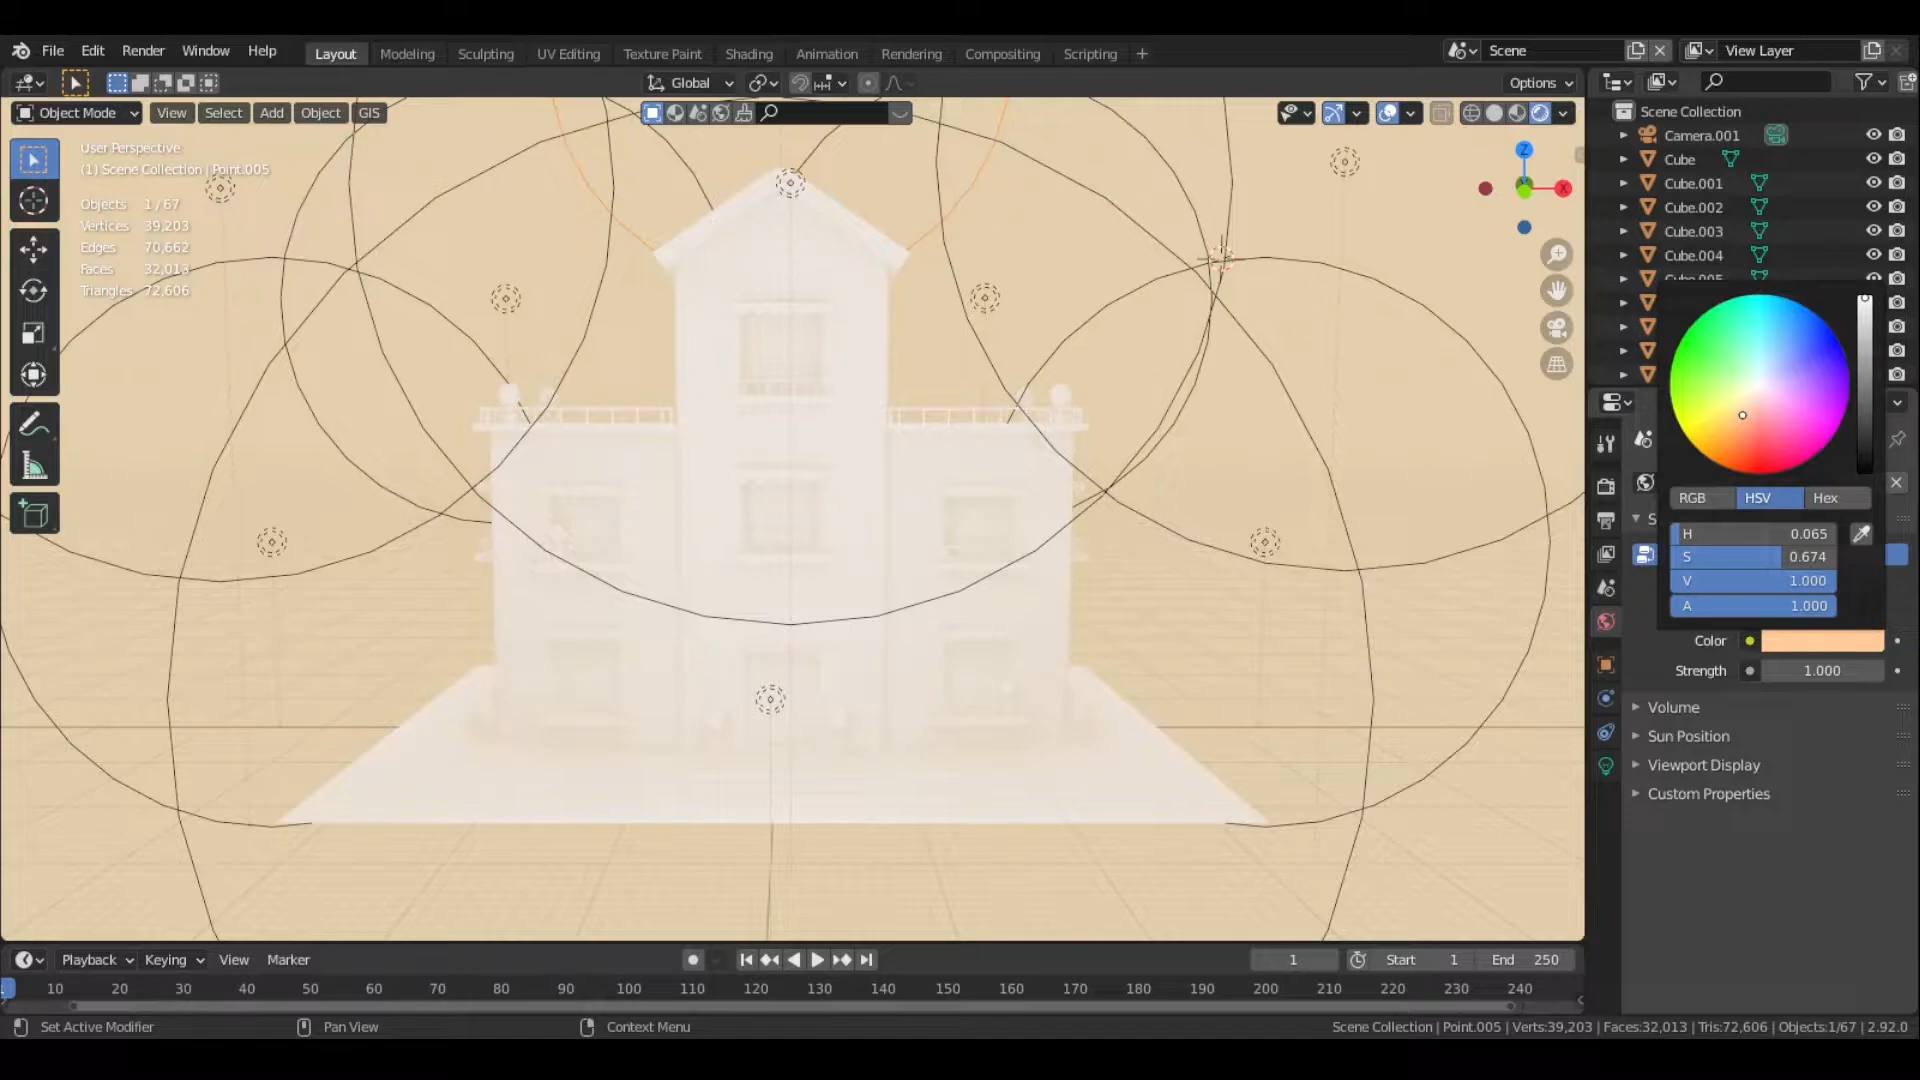 File Edit Render Window Help Layout Modeling Sculpting UV Editing Texture Paint Shading Animation Rendering Compositing Scripting + Scene View Layer
Global Options
Object Mode View Select Add Object GIS
User Perspective
(1) Scene Collection | Point.005
Objects 1 / 67
Vertices 39,203
Edges 70,662
Faces 32,013
Triangles 72,606
Z
X
Scene Collection
Camera.001
Cube
Cube.001
Cube.002
Cube.003
Cube.004
Cube.005
RGB HSV Hex
H 0.065
S 0.674
V 1.000
A 1.000
S
Color
Strength 1.000
Volume
Sun Position
Viewport Display
Custom Properties
Playback Keying View Marker 1 Start 1 End 250
10 20 30 40 50 60 70 80 90 100 110 120 130 140 150 160 170 180 190 200 210 220 230 240
Set Active Modifier Pan View Context Menu Scene Collection | Point.005 | Verts:39,203 | Faces:32,013 | Tris:72,606 | Objects:1/67 | 2.92.0